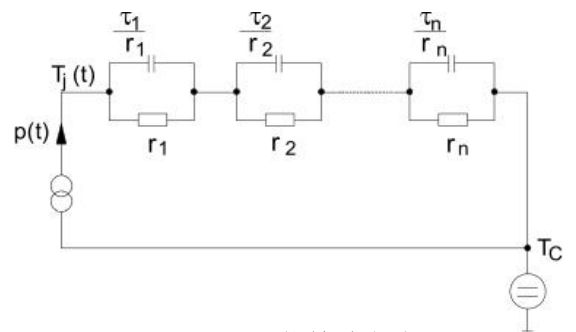 τ1 τ2 τn
r1 r2 rn
Tj (t)
p(t)
r1 r2 rn
TC